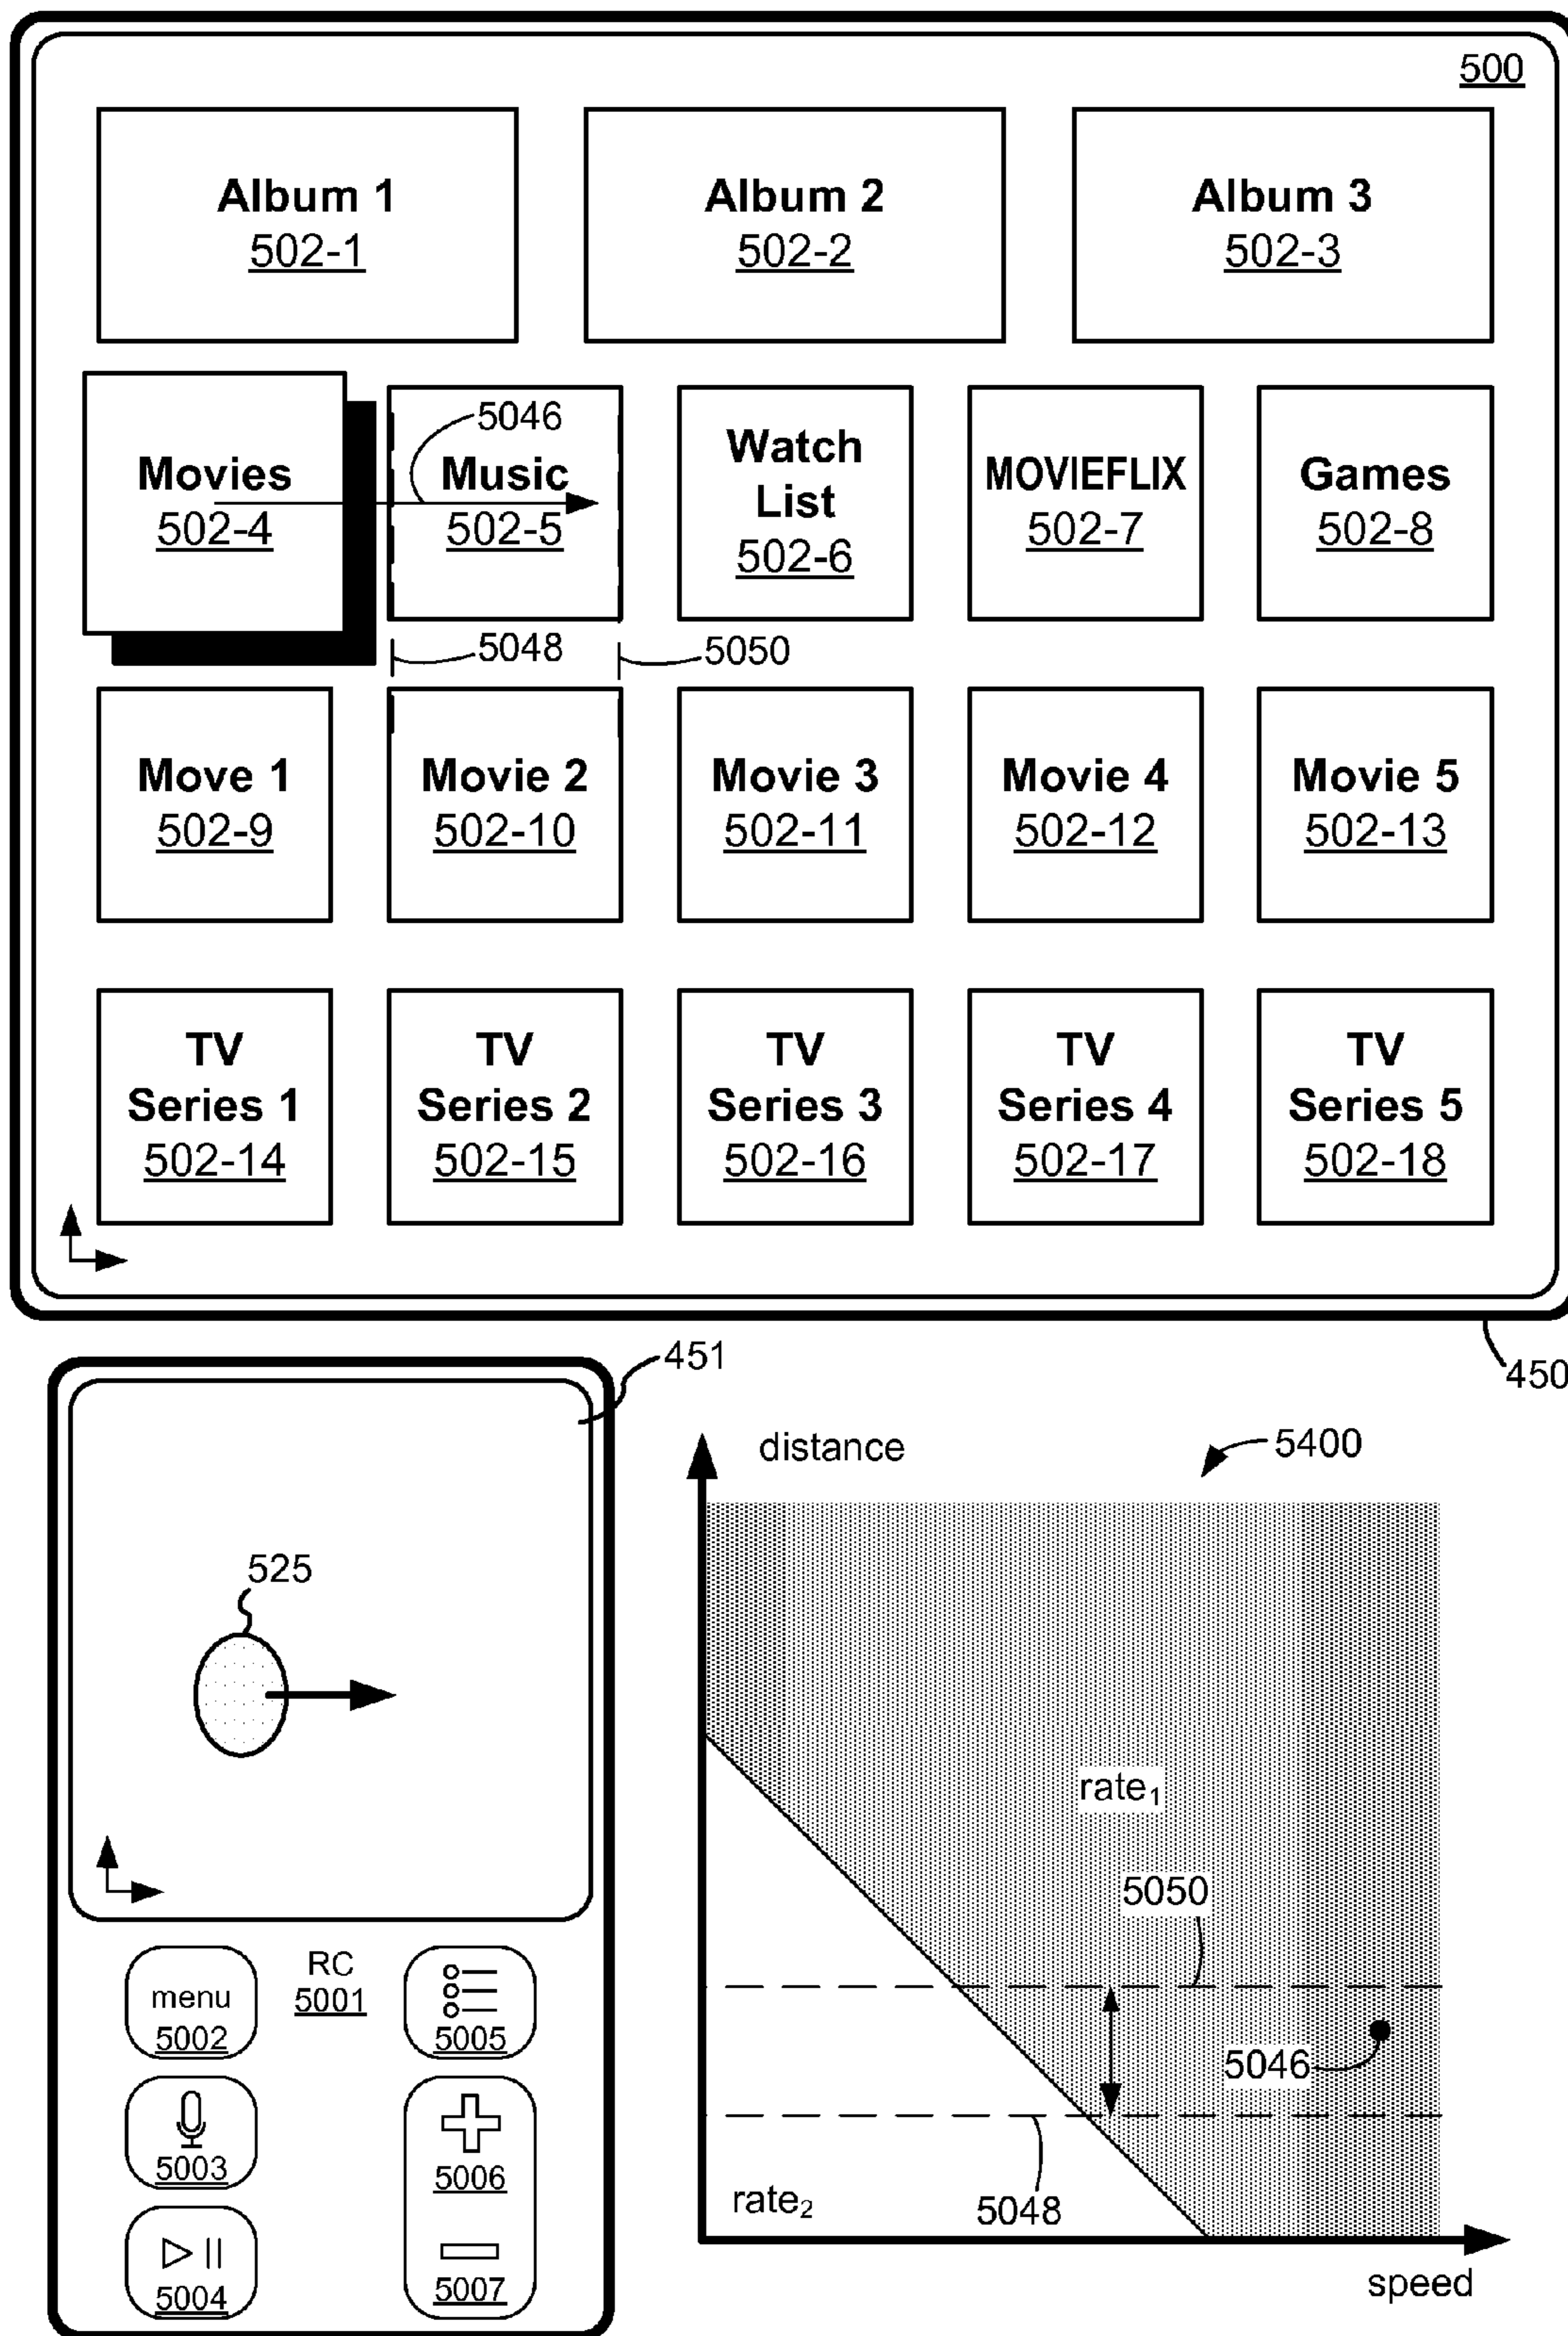 500
Album 1
502-1
Album 2
502-2
Album 3
502-3
Movies
502-4
5046
Music
502-5
Watch
List
502-6
MOVIEFLIX
502-7
Games
502-8
5048
5050
Move 1
502-9
Movie 2
502-10
Movie 3
502-11
Movie 4
502-12
Movie 5
502-13
TV
Series 1
502-14
TV
Series 2
502-15
TV
Series 3
502-16
TV
Series 4
502-17
TV
Series 5
502-18
450
451
525
RC
5001
menu
5002
5005
5003
5006
5004
5007
distance
5400
rate₁
5050
5046
rate₂
5048
speed